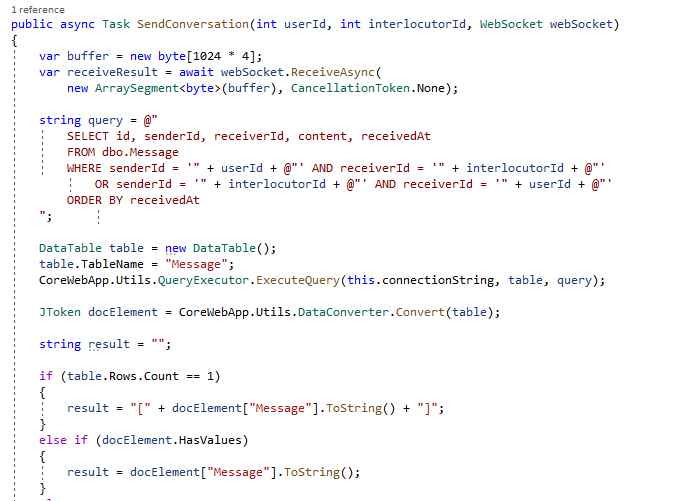 1 reference
public async Task SendConversation(int userId, int interlocutorId, WebSocket webSocket)
{
    var buffer = new byte[1024 * 4];
    var receiveResult = await webSocket.ReceiveAsync(
        new ArraySegment<byte>(buffer), CancellationToken.None);

    string query = @"
        SELECT id, senderId, receiverId, content, receivedAt
        FROM dbo.Message
        WHERE senderId = '" + userId + @"' AND receiverId = '" + interlocutorId + @"'
            OR senderId = '" + interlocutorId + @"' AND receiverId = '" + userId + @"'
        ORDER BY receivedAt
    ";

    DataTable table = new DataTable();
    table.TableName = "Message";
    CoreWebApp.Utils.QueryExecutor.ExecuteQuery(this.connectionString, table, query);

    JToken docElement = CoreWebApp.Utils.DataConverter.Convert(table);

    string result = "";

    if (table.Rows.Count == 1)
    {
        result = "[" + docElement["Message"].ToString() + "]";
    }
    else if (docElement.HasValues)
    {
        result = docElement["Message"].ToString();
    }